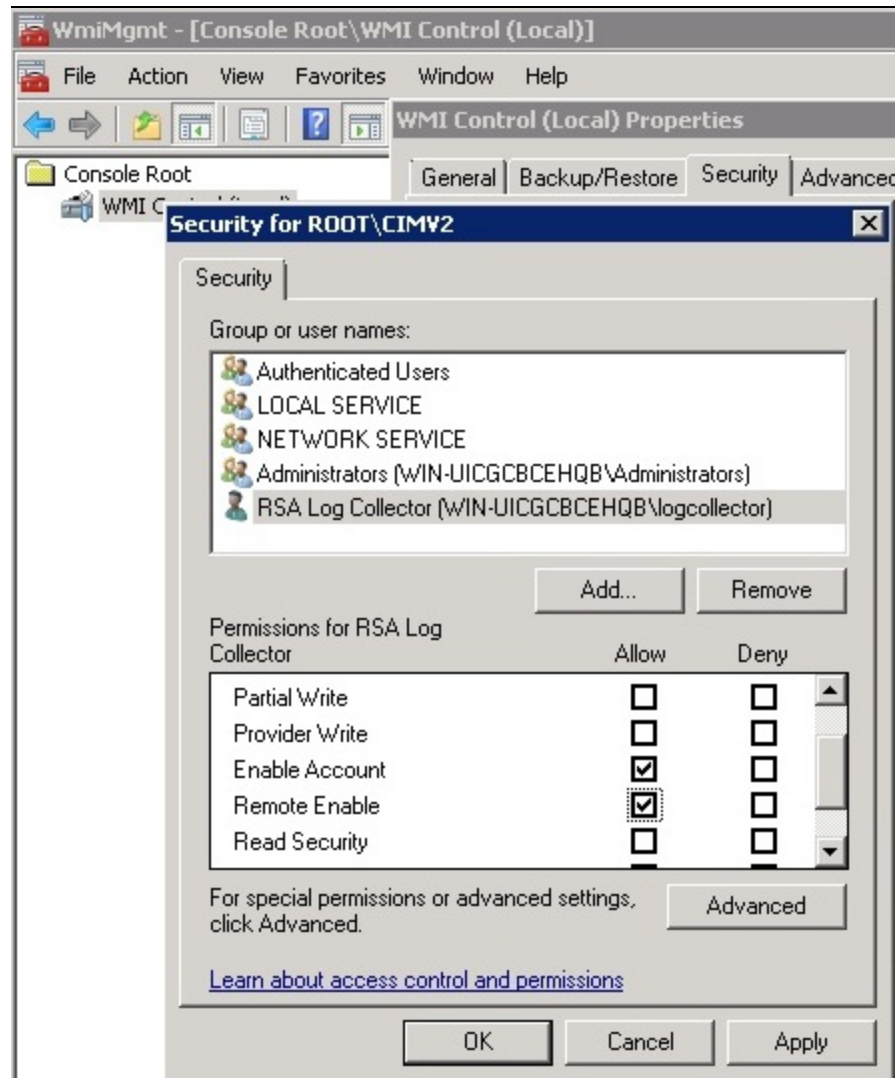 WmiMgmt - [Console Root\WMI Control (Local)]
File Action View Favorites Window Help
WMI Control (Local) Properties
Console Root
General Backup/Restore Security Advanced
WMI
Security for ROOT\CIMV2
Security
Group or user names:
Authenticated Users
LOCAL SERVICE
NETWORK SERVICE
Administrators (WIN-UICGCBCEHQB\Administrators)
RSA Log Collector (WIN-UICGCBCEHQB\logcollector)
Add... Remove
Permissions for RSA Log
Collector Allow Deny
Partial Write
Provider Write
Enable Account
Remote Enable
Read Security
For special permissions or advanced settings,
click Advanced.
Advanced
Learn about access control and permissions
OK Cancel Apply